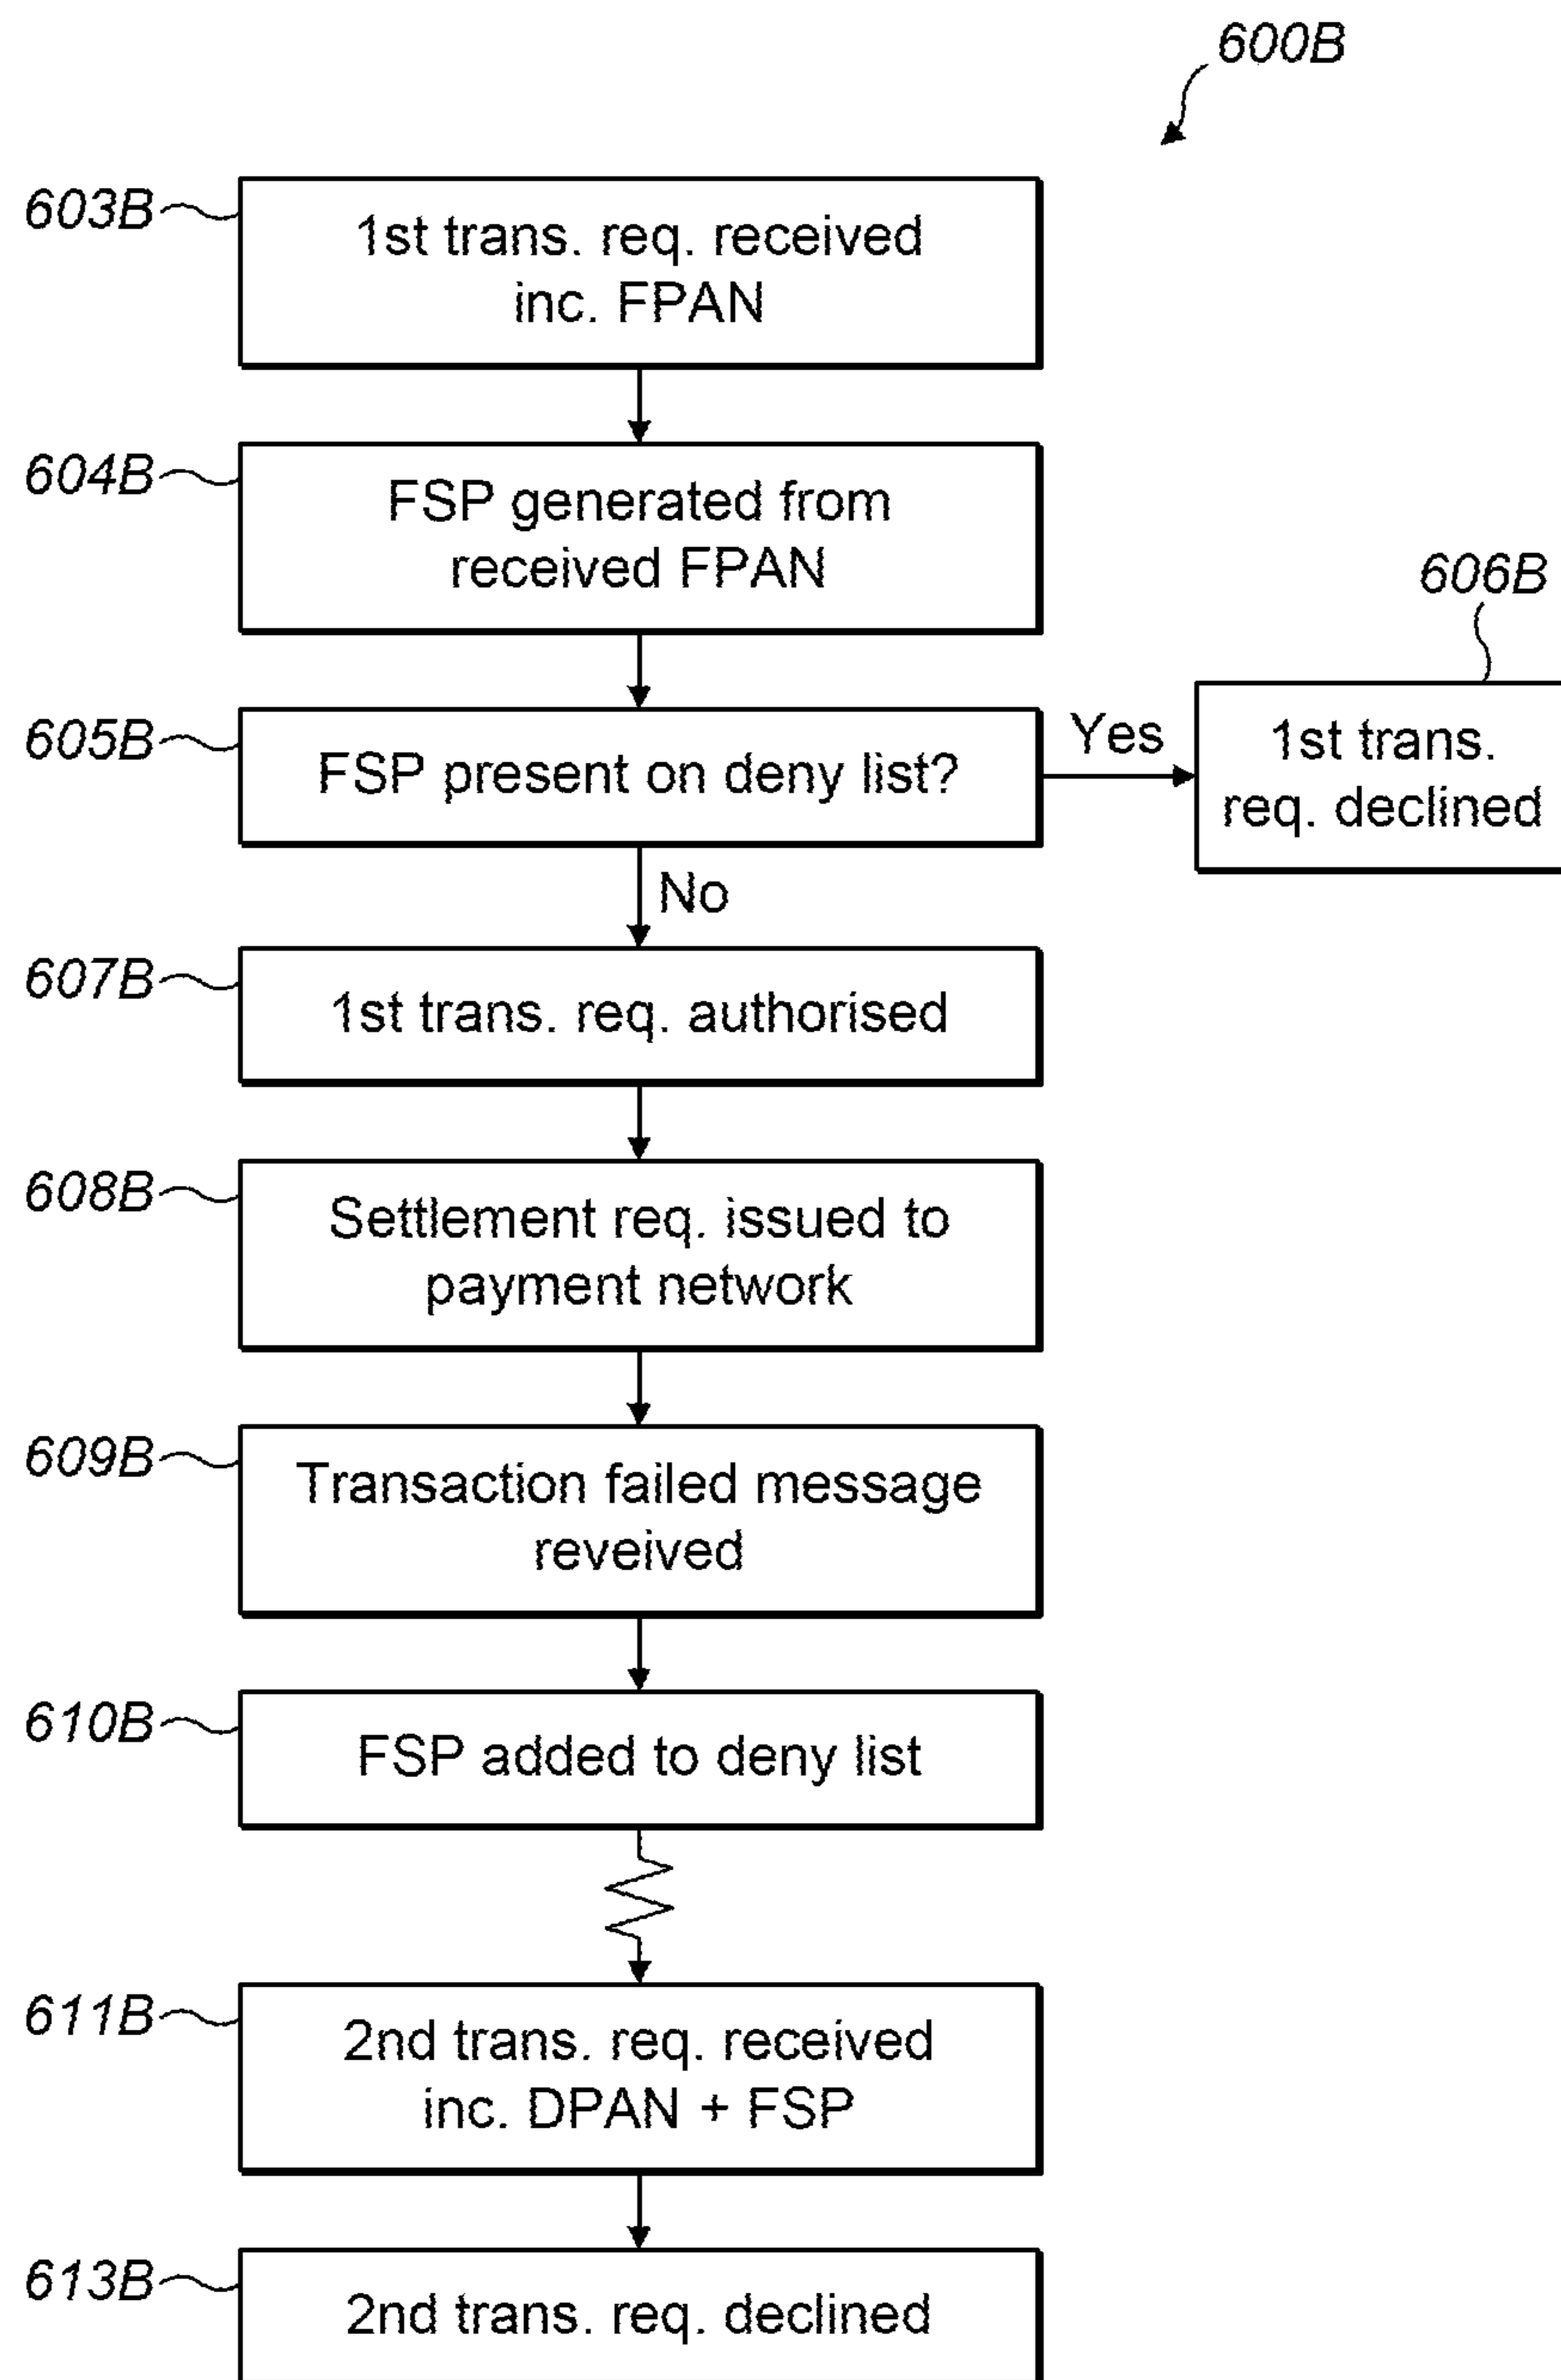 600B
603B
1st trans. req. received
inc. FPAN
604B
FSP generated from
received FPAN
606B
605B
FSP present on deny list?
Yes
1st trans.
req. declined
No
607B
1st trans. req. authorised
608B
Settlement req. issued to
payment network
609B
Transaction failed message
reveived
610B
FSP added to deny list
611B
2nd trans. req. received
inc. DPAN + FSP
613B
2nd trans. req. declined